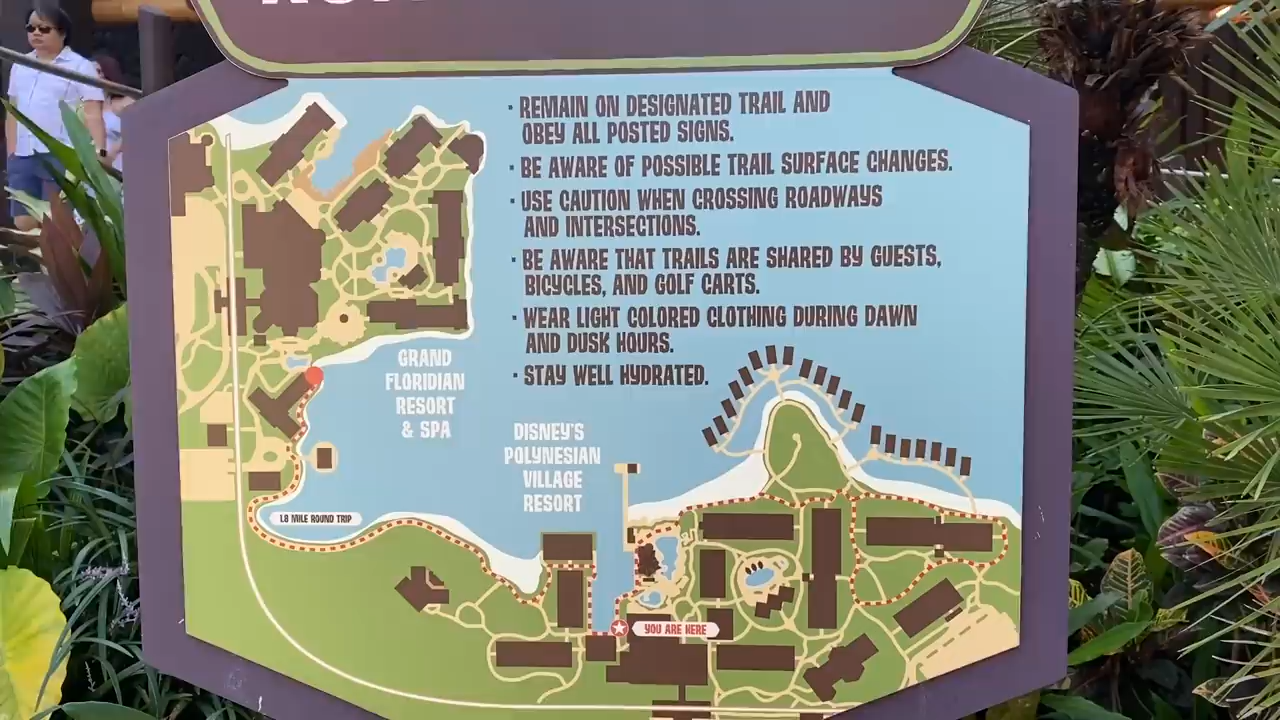 · REMAIN ON DESIGNATED TRAIL AND
OBEY ALL POSTED SIGNS.
· BE AWARE OF POSSIBLE TRAIL SURFACE CHANGES.
· USE CAUTION WHEN CROSSING ROADWAYS
AND INTERSECTIONS.
· BE AWARE THAT TRAILS ARE SHARED BY GUESTS,
BICYCLES, AND GOLF CARTS.
· WEAR LIGHT COLORED CLOTHING DURING DAWN
AND DUSK HOURS.
· STAY WELL HYDRATED.
GRAND
FLORIDIAN
RESORT
& SPA
DISNEY'S
POLYNESIAN
VILLAGE
RESORT
1.8 MILE ROUND TRIP
YOU ARE HERE